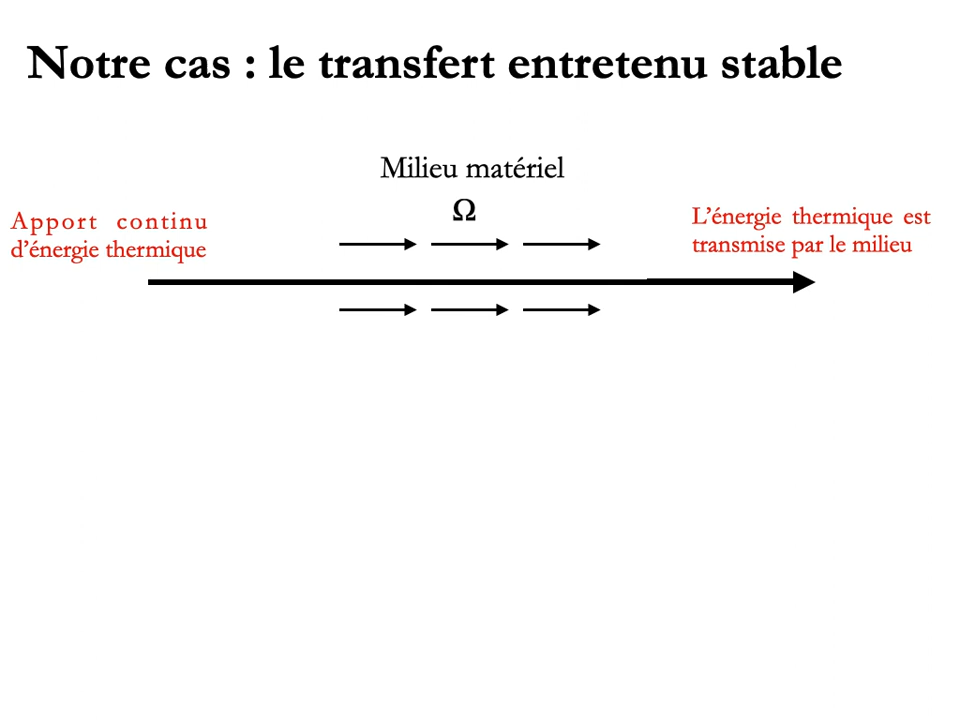 Notre cas : le transfert entretenu stable
Milieu matériel
Ω
Apport continu
d'énergie thermique
L'énergie thermique est
transmise par le milieu